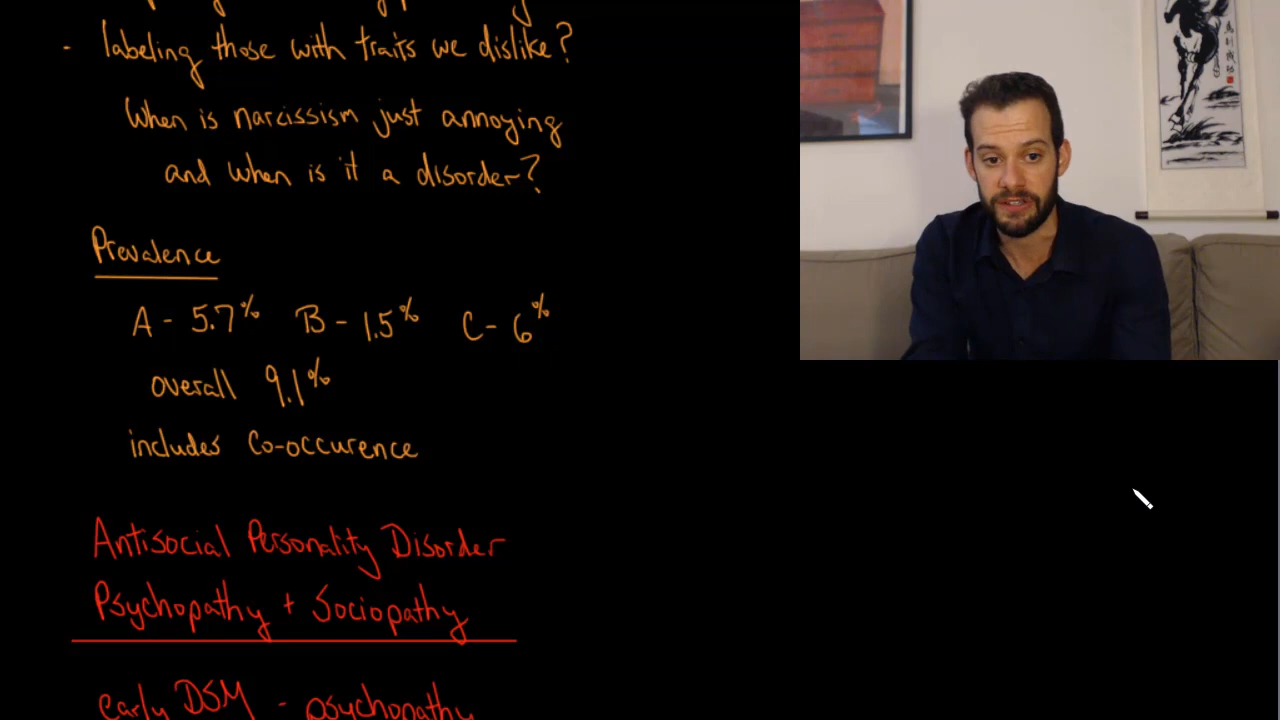 - labeling those with traits we dislike?
When is narcissism just annoying
and when is it a disorder?
Prevalence
A - 5.7% B - 1.5% C - 6%
overall 9.1%
includes Co-occurence
Antisocial Personality Disorder
Psychopathy + Sociopathy
early DSM - psychopathy